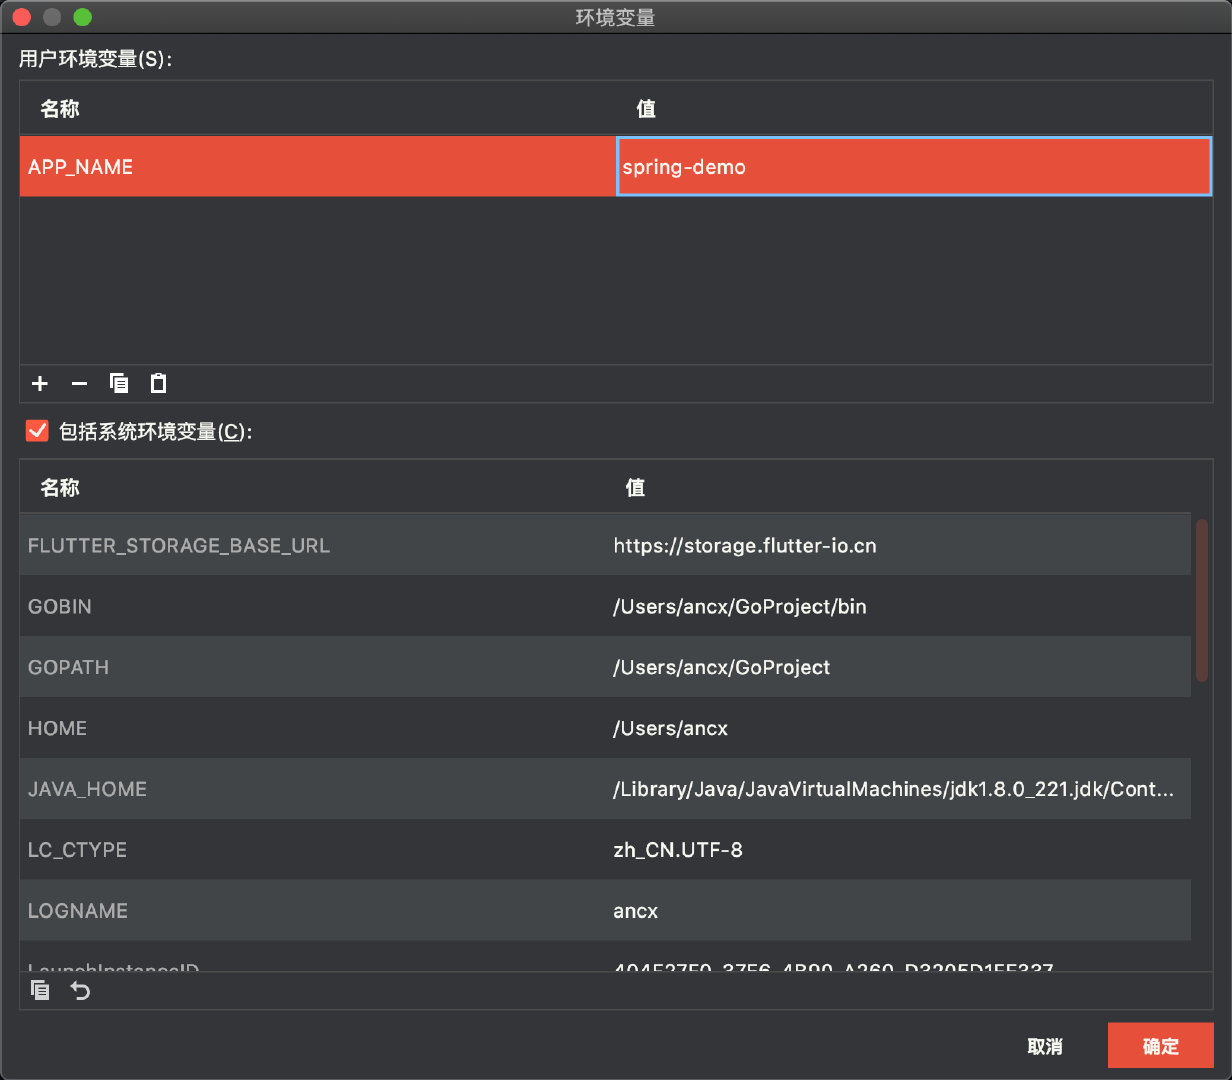 环境变量
用户环境变量(S):
名称 值
APP_NAME spring-demo
包括系统环境变量(C):
名称 值
FLUTTER_STORAGE_BASE_URL https://storage.flutter-io.cn
GOBIN /Users/ancx/GoProject/bin
GOPATH /Users/ancx/GoProject
HOME /Users/ancx
JAVA_HOME /Library/Java/JavaVirtualMachines/jdk1.8.0_221.jdk/Cont...
LC_CTYPE zh_CN.UTF-8
LOGNAME ancx
LaunchInstanceID
取消 确定